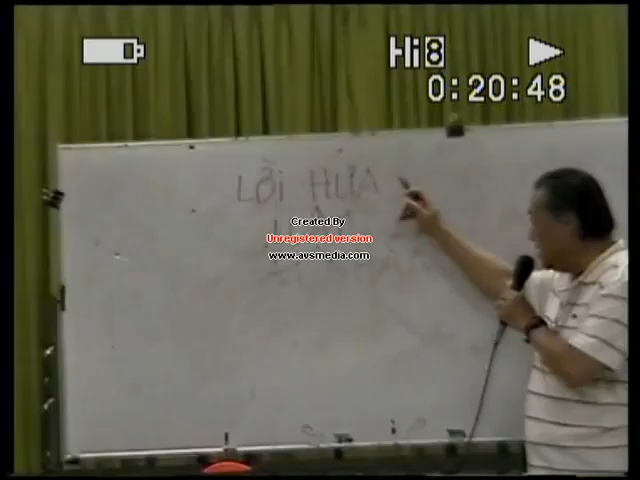 Hi8
0:20:48
LỜI HỨA
Created By
Unregistered version
www.avsmedia.com